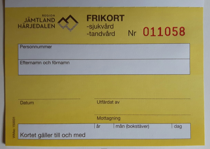 REGION
JÄMTLAND
HÄRJEDALEN
FRIKORT
-sjukvård
-tandvård
Nr 011058
Personnummer
Efternamn och förnamn
Datum
Utfärdat av
Mottagning
Kortet gäller till och med
år
mån (bokstäver)
dag